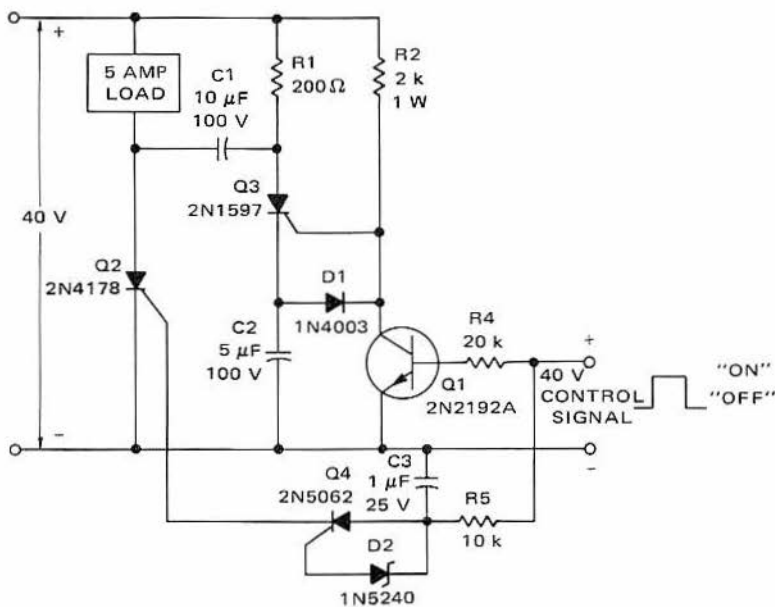 +
5 AMP
LOAD
C1
10 μF
100 V
R1
200Ω
R2
2 k
1 W
Q3
2N1597
40 V
Q2
2N4178
D1
1N4003
C2
5 μF
100 V
R4
20 k
Q1
2N2192A
+
40 V
CONTROL
SIGNAL
"ON"
"OFF"
−
−
C3
1 μF
25 V
Q4
2N5062
R5
10 k
D2
1N5240